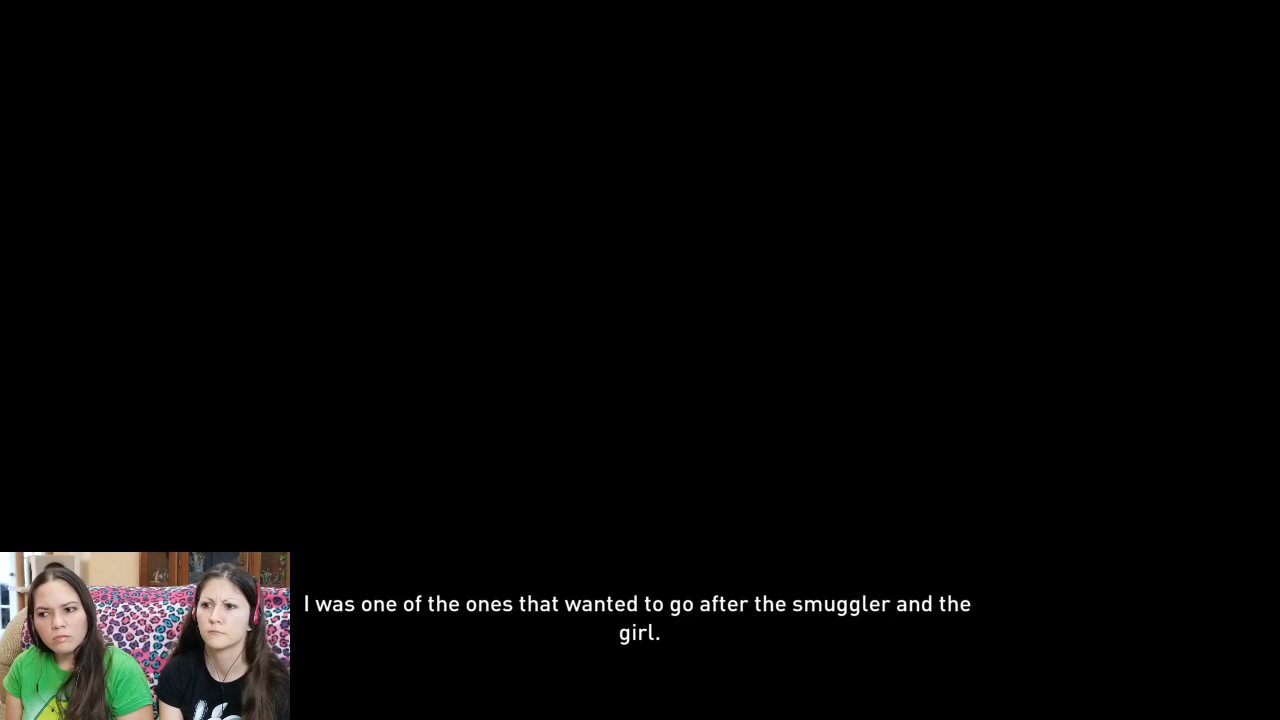 I was one of the ones that wanted to go after the smuggler and the
girl.